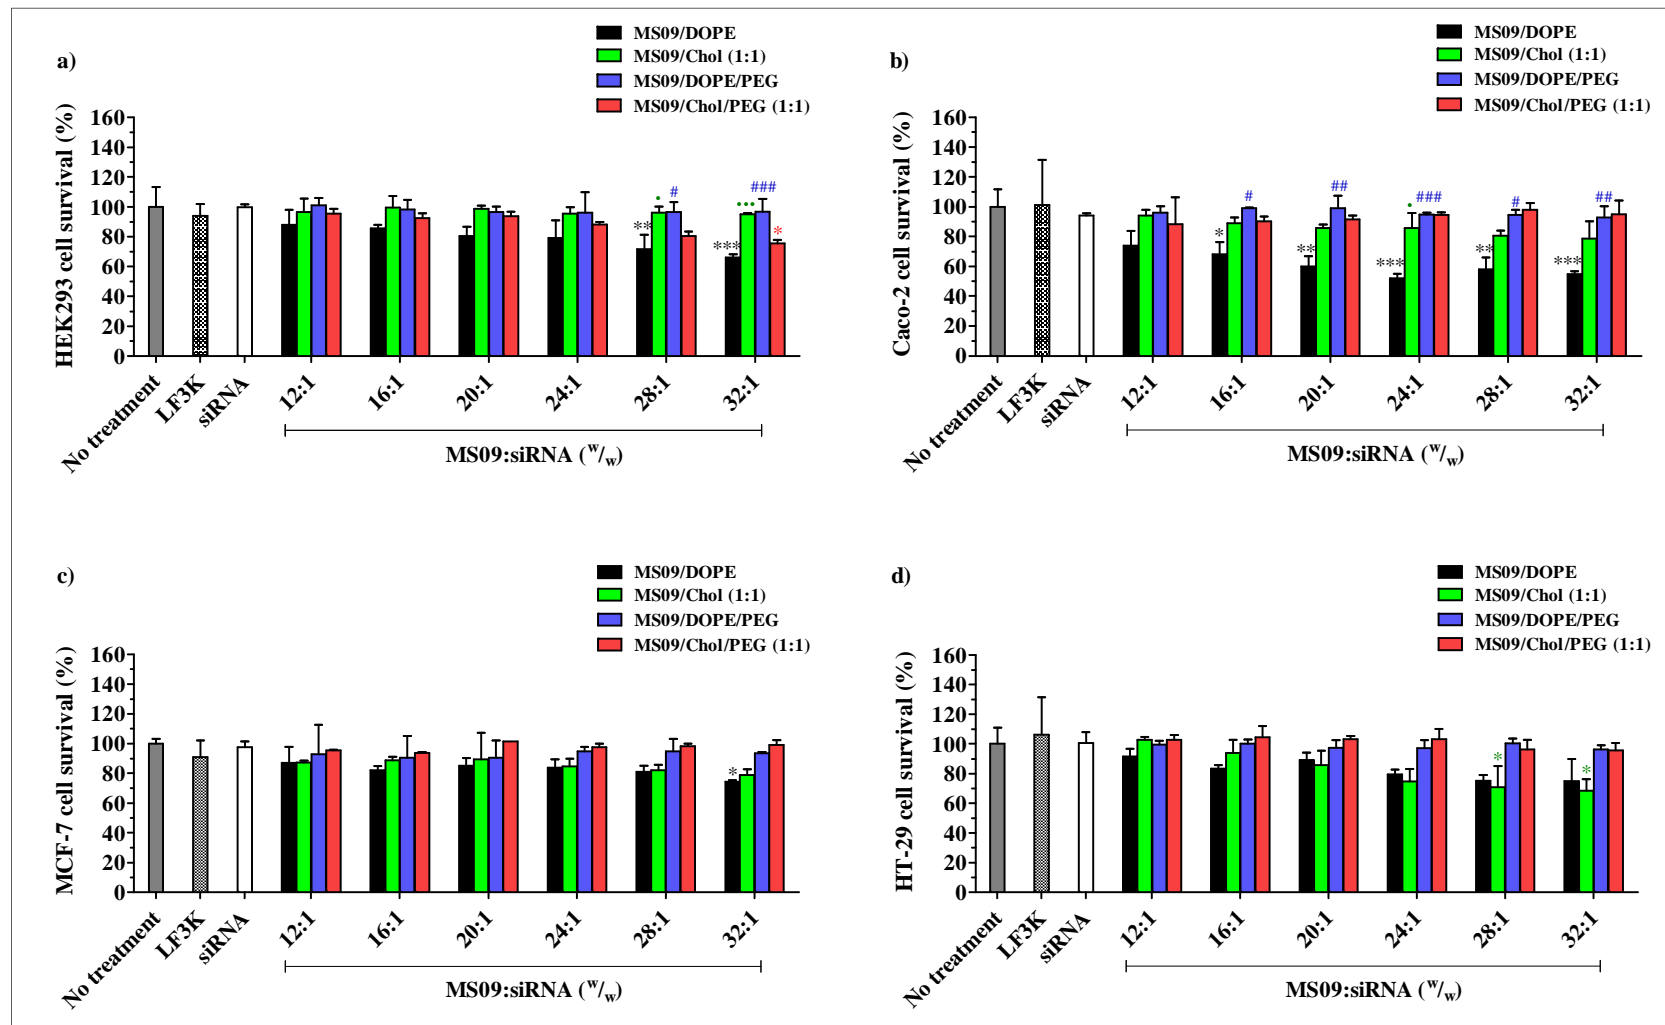 a)
MS09/DOPE
MS09/Chol (1:1)
MS09/DOPE/PEG
MS09/Chol/PEG (1:1)
HEK293 cell survival (%)
160
140
120
100
80
60
40
20
0
** • #
*** ••• ### *
No treatment
LF3K
siRNA
12:1
16:1
20:1
24:1
28:1
32:1
MS09:siRNA (w/w)
b)
MS09/DOPE
MS09/Chol (1:1)
MS09/DOPE/PEG
MS09/Chol/PEG (1:1)
Caco-2 cell survival (%)
160
140
120
100
80
60
40
20
0
* #
** ##
*** • ###
** #
*** ##
No treatment
LF3K
siRNA
12:1
16:1
20:1
24:1
28:1
32:1
MS09:siRNA (w/w)
c)
MS09/DOPE
MS09/Chol (1:1)
MS09/DOPE/PEG
MS09/Chol/PEG (1:1)
MCF-7 cell survival (%)
160
140
120
100
80
60
40
20
0
*
No treatment
LF3K
siRNA
12:1
16:1
20:1
24:1
28:1
32:1
MS09:siRNA (w/w)
d)
MS09/DOPE
MS09/Chol (1:1)
MS09/DOPE/PEG
MS09/Chol/PEG (1:1)
HT-29 cell survival (%)
160
140
120
100
80
60
40
20
0
*
*
No treatment
LF3K
siRNA
12:1
16:1
20:1
24:1
28:1
32:1
MS09:siRNA (w/w)